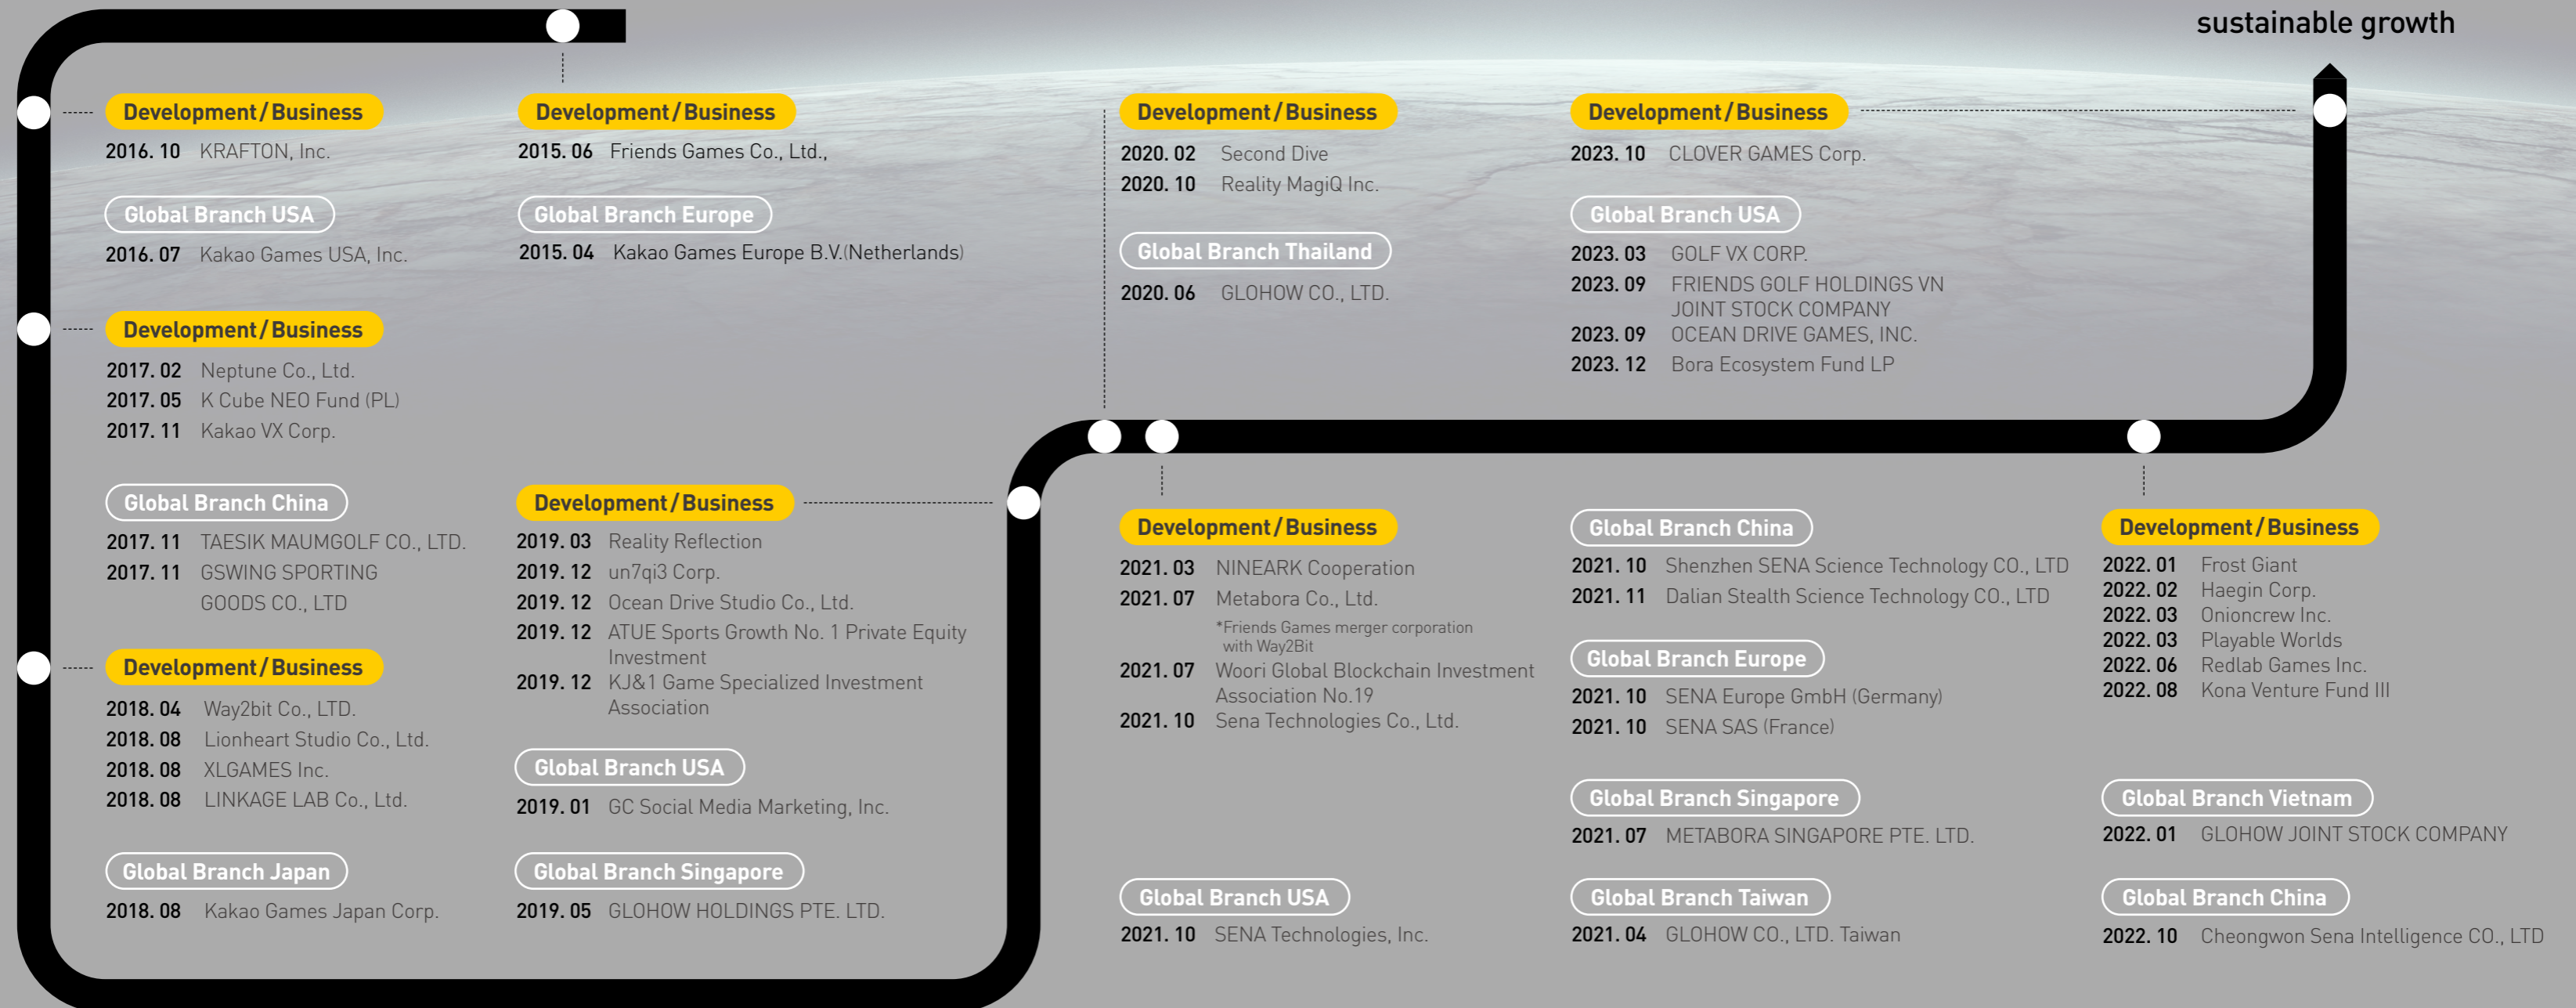 sustainable growth
Development / Business
2016. 10 KRAFTON, Inc.
Global Branch USA
2016. 07 Kakao Games USA, Inc.
Development / Business
2015. 06 Friends Games Co., Ltd.,
Global Branch Europe
2015. 04 Kakao Games Europe B.V.(Netherlands)
Development / Business
2017. 02 Neptune Co., Ltd.
2017. 05 K Cube NEO Fund (PL)
2017. 11 Kakao VX Corp.
Global Branch China
2017. 11 TAESIK MAUMGOLF CO., LTD.
2017. 11 GSWING SPORTING
GOODS CO., LTD
Development / Business
2018. 04 Way2bit Co., LTD.
2018. 08 Lionheart Studio Co., Ltd.
2018. 08 XLGAMES Inc.
2018. 08 LINKAGE LAB Co., Ltd.
Global Branch Japan
2018. 08 Kakao Games Japan Corp.
Development / Business
2019. 03 Reality Reflection
2019. 12 un7qi3 Corp.
2019. 12 Ocean Drive Studio Co., Ltd.
2019. 12 ATUE Sports Growth No. 1 Private Equity
Investment
2019. 12 KJ&1 Game Specialized Investment
Association
Global Branch USA
2019. 01 GC Social Media Marketing, Inc.
Global Branch Singapore
2019. 05 GLOHOW HOLDINGS PTE. LTD.
Development / Business
2020. 02 Second Dive
2020. 10 Reality MagiQ Inc.
Global Branch Thailand
2020. 06 GLOHOW CO., LTD.
Development / Business
2021. 03 NINEARK Cooperation
2021. 07 Metabora Co., Ltd.
*Friends Games merger corporation
with Way2Bit
2021. 07 Woori Global Blockchain Investment
Association No.19
2021. 10 Sena Technologies Co., Ltd.
Global Branch USA
2021. 10 SENA Technologies, Inc.
Global Branch China
2021. 10 Shenzhen SENA Science Technology CO., LTD
2021. 11 Dalian Stealth Science Technology CO., LTD
Global Branch Europe
2021. 10 SENA Europe GmbH (Germany)
2021. 10 SENA SAS (France)
Global Branch Singapore
2021. 07 METABORA SINGAPORE PTE. LTD.
Global Branch Taiwan
2021. 04 GLOHOW CO., LTD. Taiwan
Development / Business
2022. 01 Frost Giant
2022. 02 Haegin Corp.
2022. 03 Onioncrew Inc.
2022. 03 Playable Worlds
2022. 06 Redlab Games Inc.
2022. 08 Kona Venture Fund III
Global Branch Vietnam
2022. 01 GLOHOW JOINT STOCK COMPANY
Global Branch China
2022. 10 Cheongwon Sena Intelligence CO., LTD
Development / Business
2023. 10 CLOVER GAMES Corp.
Global Branch USA
2023. 03 GOLF VX CORP.
2023. 09 FRIENDS GOLF HOLDINGS VN
JOINT STOCK COMPANY
2023. 09 OCEAN DRIVE GAMES, INC.
2023. 12 Bora Ecosystem Fund LP